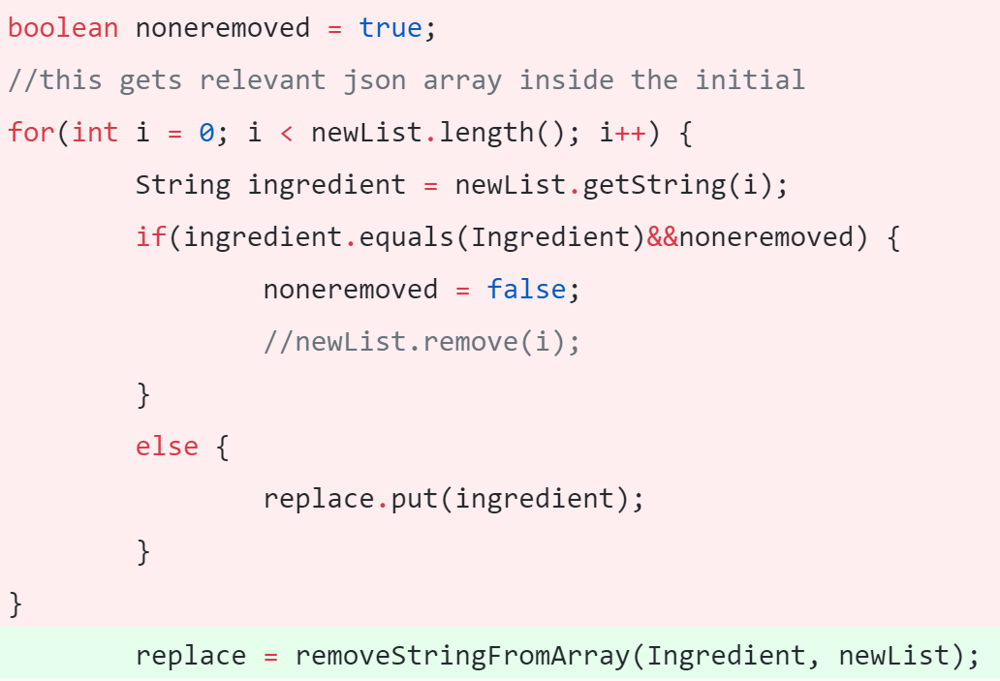 boolean noneremoved = true;
//this gets relevant json array inside the initial
for(int i = 0; i < newList.length(); i++) {
String ingredient = newList.getString(i);
if(ingredient.equals(Ingredient)&&noneremoved) {
noneremoved = false;
//newList.remove(i);
}
else {
replace.put(ingredient);
}
}
replace = removeStringFromArray(Ingredient, newList);